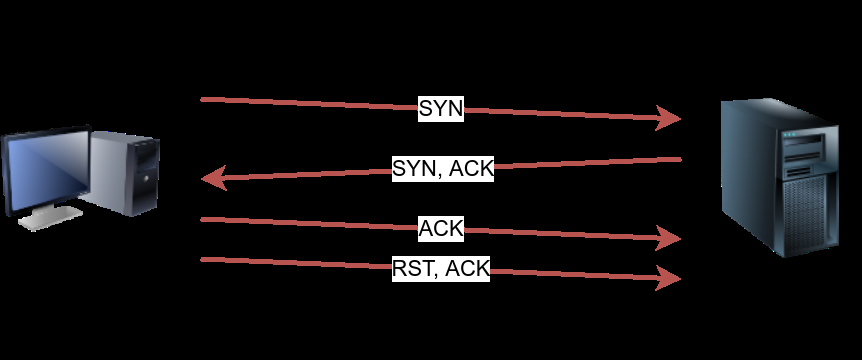 SYN
SYN, ACK
ACK
RST, ACK